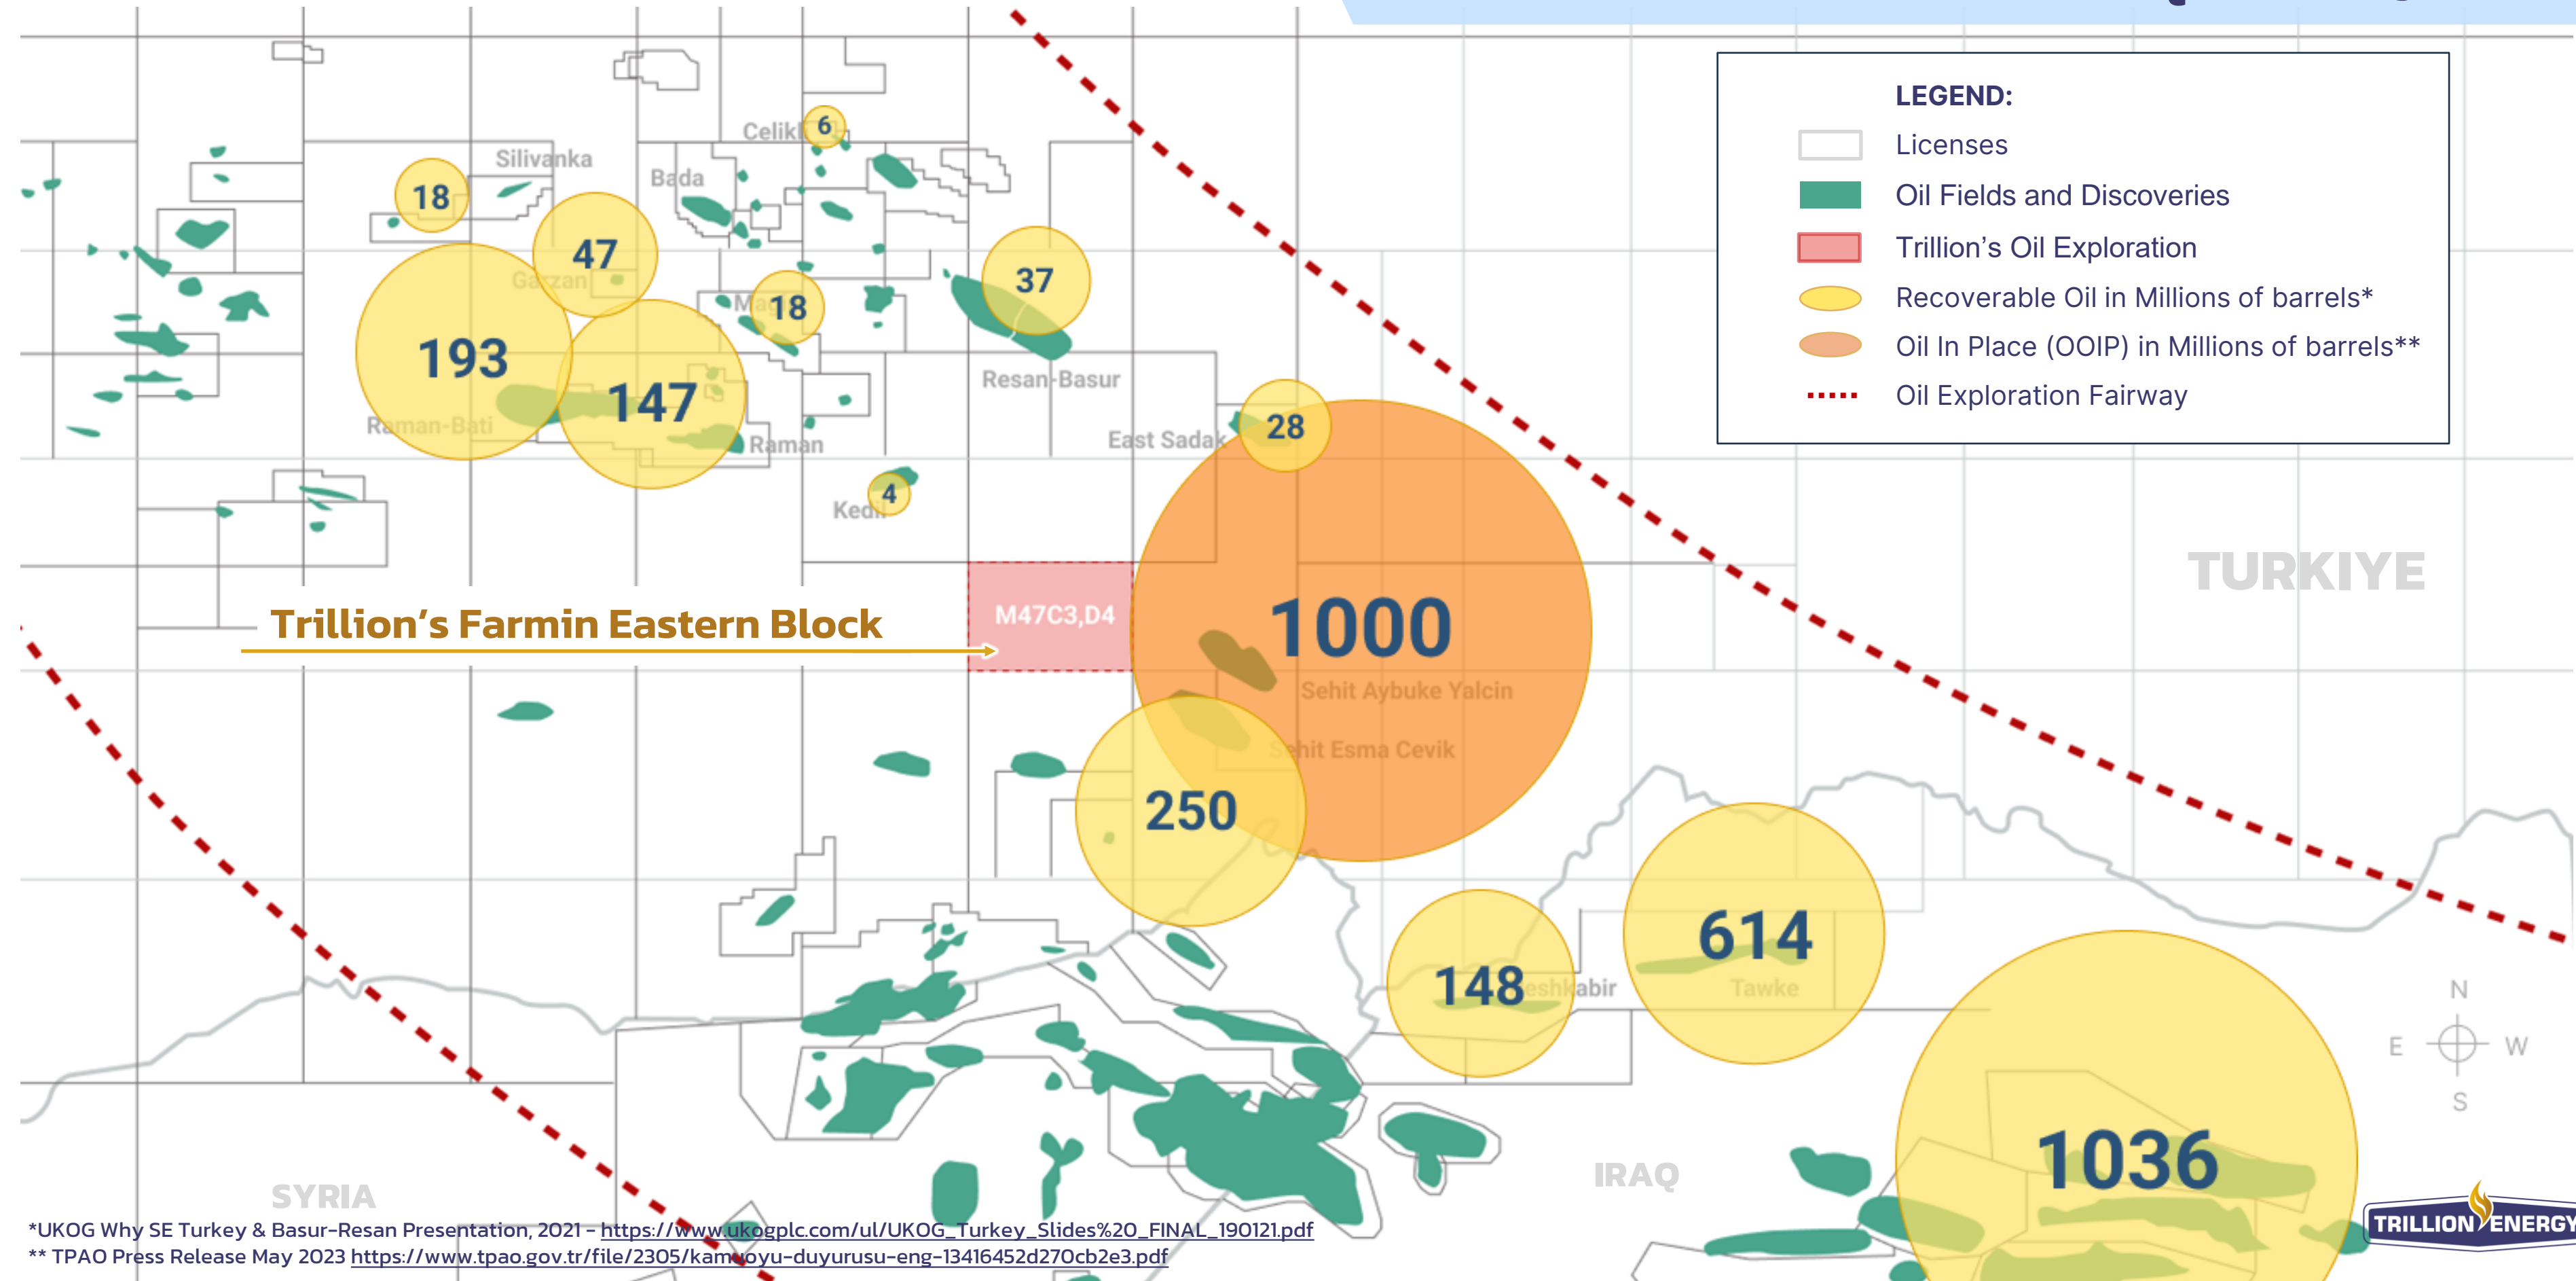 LEGEND:
Licenses
Oil Fields and Discoveries
Trillion's Oil Exploration
Recoverable Oil in Millions of barrels*
Oil In Place (OOIP) in Millions of barrels**
Oil Exploration Fairway
6
Silivanka
Bada
18
47
37
18
193
147
Resan-Basur
Raman-Bati
Raman
East Sadak
28
4
TURKIYE
M47C3,D4
Trillion's Farmin Eastern Block
1000
Sehit Aybuke Yalcin
Sehit Esma Cevik
250
614
148
Tawke
N
E W
S
1036
IRAQ
SYRIA
TRILLION ENERGY
*UKOG Why SE Turkey & Basur-Resan Presentation, 2021 – https://www.ukogplc.com/ul/UKOG_Turkey_Slides%20_FINAL_190121.pdf
** TPAO Press Release May 2023 https://www.tpao.gov.tr/file/2305/kamuoyu-duyurusu-eng-13416452d270cb2e3.pdf